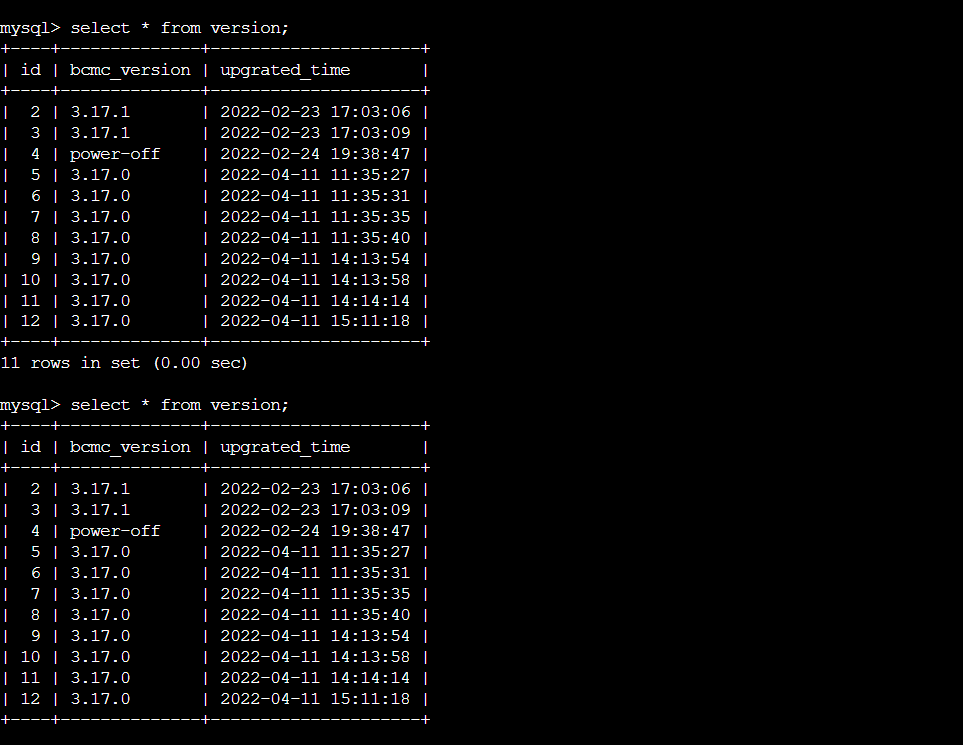 mysql> select * from version;
+----+--------------+---------------------+
| id | bcmc_version | upgrated_time       |
+----+--------------+---------------------+
|  2 | 3.17.1       | 2022-02-23 17:03:06 |
|  3 | 3.17.1       | 2022-02-23 17:03:09 |
|  4 | power-off    | 2022-02-24 19:38:47 |
|  5 | 3.17.0       | 2022-04-11 11:35:27 |
|  6 | 3.17.0       | 2022-04-11 11:35:31 |
|  7 | 3.17.0       | 2022-04-11 11:35:35 |
|  8 | 3.17.0       | 2022-04-11 11:35:40 |
|  9 | 3.17.0       | 2022-04-11 14:13:54 |
| 10 | 3.17.0       | 2022-04-11 14:13:58 |
| 11 | 3.17.0       | 2022-04-11 14:14:14 |
| 12 | 3.17.0       | 2022-04-11 15:11:18 |
+----+--------------+---------------------+
11 rows in set (0.00 sec)
mysql> select * from version;
+----+--------------+---------------------+
| id | bcmc_version | upgrated_time       |
+----+--------------+---------------------+
|  2 | 3.17.1       | 2022-02-23 17:03:06 |
|  3 | 3.17.1       | 2022-02-23 17:03:09 |
|  4 | power-off    | 2022-02-24 19:38:47 |
|  5 | 3.17.0       | 2022-04-11 11:35:27 |
|  6 | 3.17.0       | 2022-04-11 11:35:31 |
|  7 | 3.17.0       | 2022-04-11 11:35:35 |
|  8 | 3.17.0       | 2022-04-11 11:35:40 |
|  9 | 3.17.0       | 2022-04-11 14:13:54 |
| 10 | 3.17.0       | 2022-04-11 14:13:58 |
| 11 | 3.17.0       | 2022-04-11 14:14:14 |
| 12 | 3.17.0       | 2022-04-11 15:11:18 |
+----+--------------+---------------------+